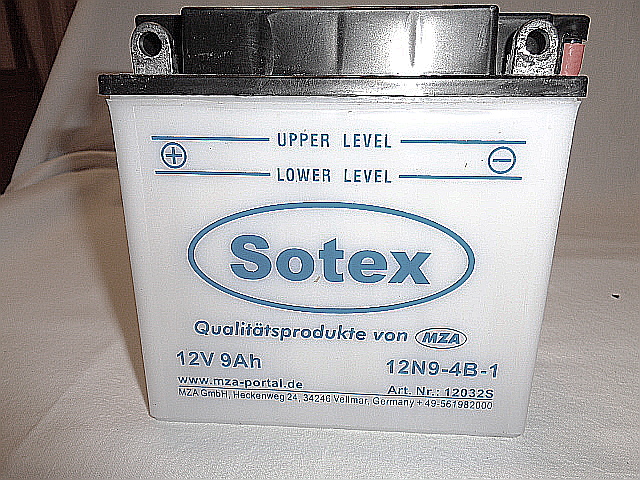 UPPER LEVEL
+ -
LOWER LEVEL
Sotex
Qualitätsprodukte von MZA
12V 9Ah 12N9-4B-1
www.mza-portal.de Art. Nr.: 12032S
MZA GmbH, Heckenweg 24, 34246 Vellmar, Germany + 49-561982000